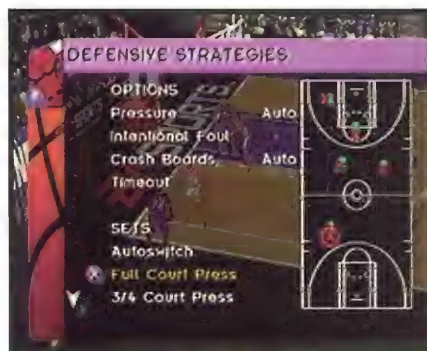 DEFENSIVE STRATEGIES
OPTIONS
Pressure Auto
Intentional Foul
Crash Boards Auto
Timeout
SETS
Autoswitch
Full Court Press
3/4 Court Press